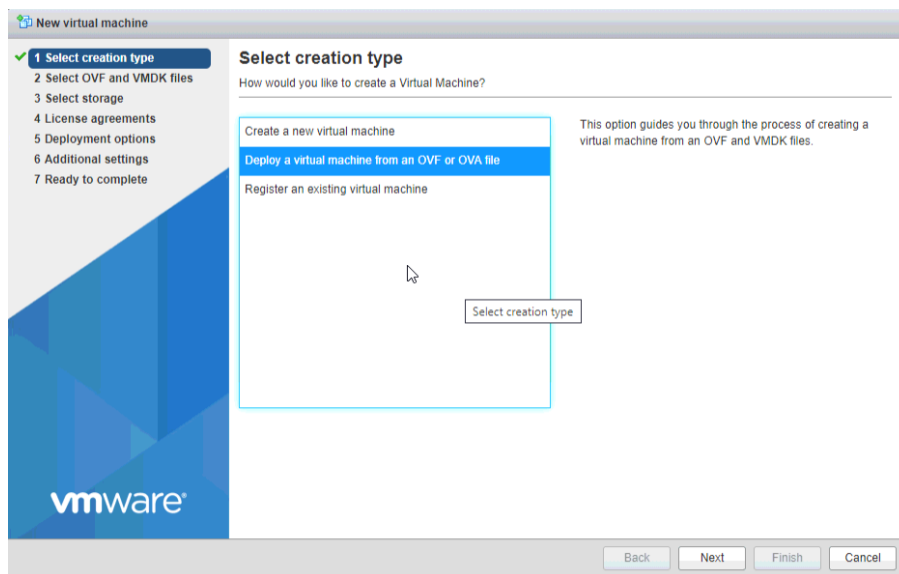 New virtual machine
1 Select creation type
2 Select OVF and VMDK files
3 Select storage
4 License agreements
5 Deployment options
6 Additional settings
7 Ready to complete
vmware®
Select creation type
How would you like to create a Virtual Machine?
Create a new virtual machine
Deploy a virtual machine from an OVF or OVA file
Register an existing virtual machine
This option guides you through the process of creating a
virtual machine from an OVF and VMDK files.
Select creation type
Back
Next
Finish
Cancel